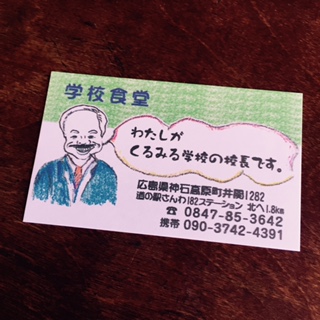 学校食堂
わたしが
くるみる学校の校長です。
広島県神石高原町井関1282
道の駅さんわ182ステーション 北へ1.8km
☎ 0847-85-3642
携帯 090-3742-4391